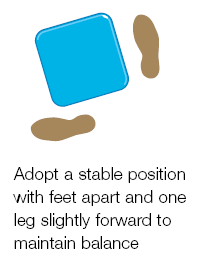 Adopt a stable position
with feet apart and one
leg slightly forward to
maintain balance